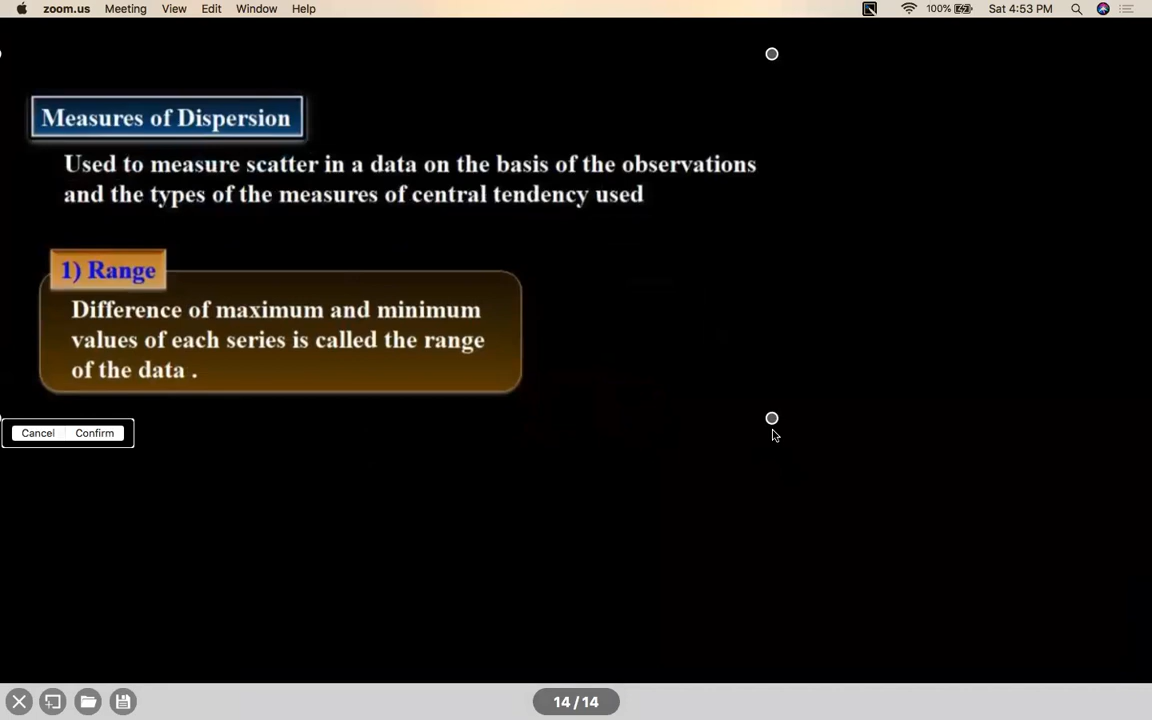 zoom.us Meeting View Edit Window Help 100% Sat 4:53 PM
Measures of Dispersion
Used to measure scatter in a data on the basis of the observations
and the types of the measures of central tendency used
1) Range
Difference of maximum and minimum
values of each series is called the range
of the data .
Cancel Confirm
14 / 14